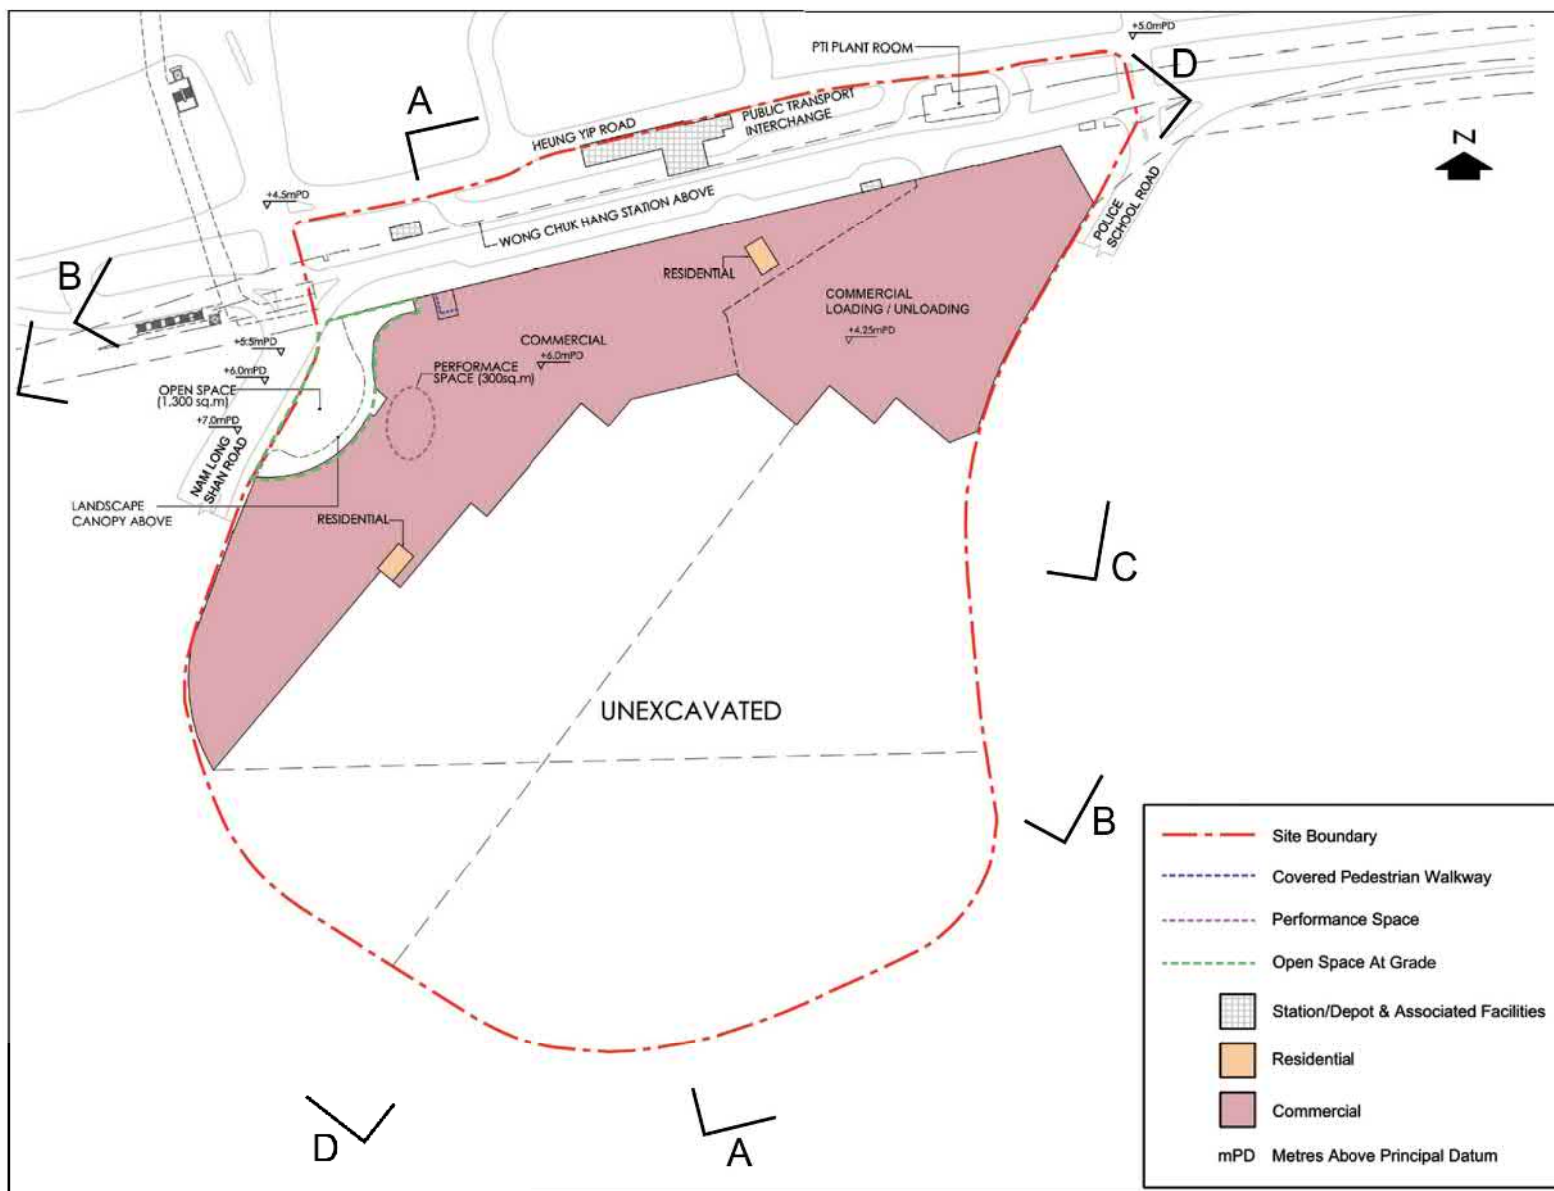 +5.0mPD
PTI PLANT ROOM
D
A
PUBLIC TRANSPORT
INTERCHANGE
HEUNG YIP ROAD
N
+4.5mPD
WONG CHUK HANG STATION ABOVE
POLICE
SCHOOL ROAD
B
RESIDENTIAL
COMMERCIAL
LOADING / UNLOADING
+4.25mPD
+5.5mPD
COMMERCIAL
+6.0mPD
+6.0mPD
PERFORMACE
SPACE (300sq.m)
OPEN SPACE
(1,300 sq.m)
+7.0mPD
NAM LONG
SHAN ROAD
LANDSCAPE
CANOPY ABOVE
RESIDENTIAL
C
UNEXCAVATED
B
D
A
Site Boundary
Covered Pedestrian Walkway
Performance Space
Open Space At Grade
Station/Depot & Associated Facilities
Residential
Commercial
mPD Metres Above Principal Datum